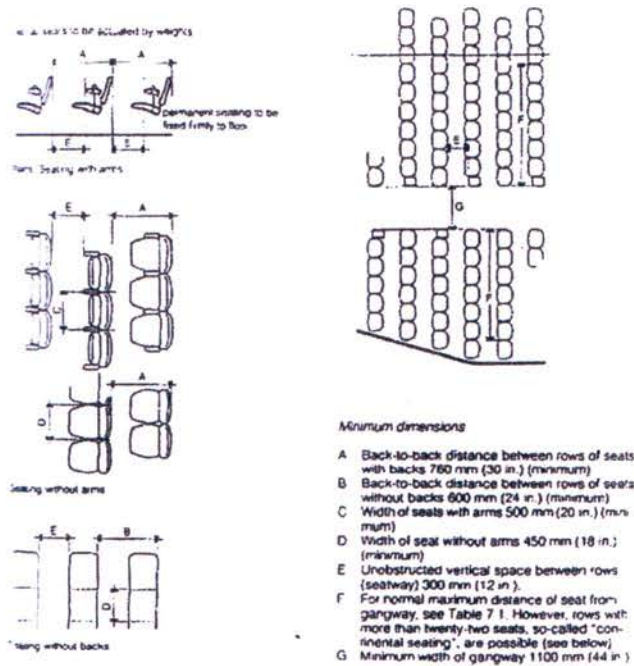 seats to be actuated by weights
A A
permanent seating to be
fixed firmly to floor
E E
Seating with arms
E A
C
A
D
Seating without arms
E B
D
Seating without backs
F
E
G
F
Minimum dimensions
A Back-to-back distance between rows of seats
with backs 760 mm (30 in.) (minimum)
B Back-to-back distance between rows of seats
without backs 600 mm (24 in.) (minimum)
C Width of seats with arms 500 mm (20 in.) (mini
mum)
D Width of seat without arms 450 mm (18 in.)
(minimum)
E Unobstructed vertical space between rows
(seatway) 300 mm (12 in.).
F For normal maximum distance of seat from
gangway, see Table 7.1. However, rows with
more than twenty-two seats, so-called "con-
tinental seating", are possible (see below)
G Minimum width of gangway 1100 mm (44 in.)